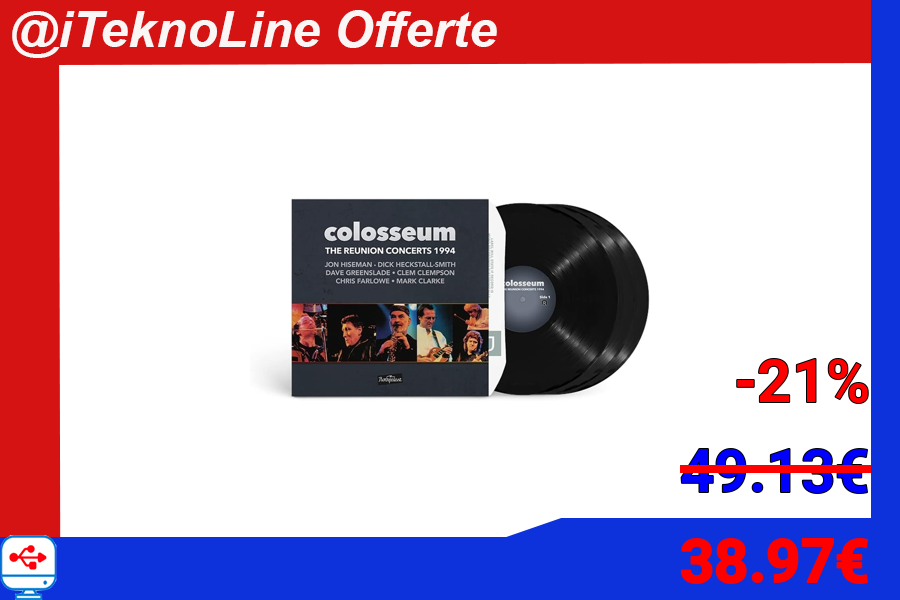 @iTeknoLine Offerte
colosseum
THE REUNION CONCERTS 1994
JON HISEMAN - DICK HECKSTALL-SMITH
DAVE GREENSLADE • CLEM CLEMPSON
CHRIS FARLOWE • MARK CLARKE
colosseum
REUNION CONCERTS 1994
Side 1
-21%
49.13€
38.97€